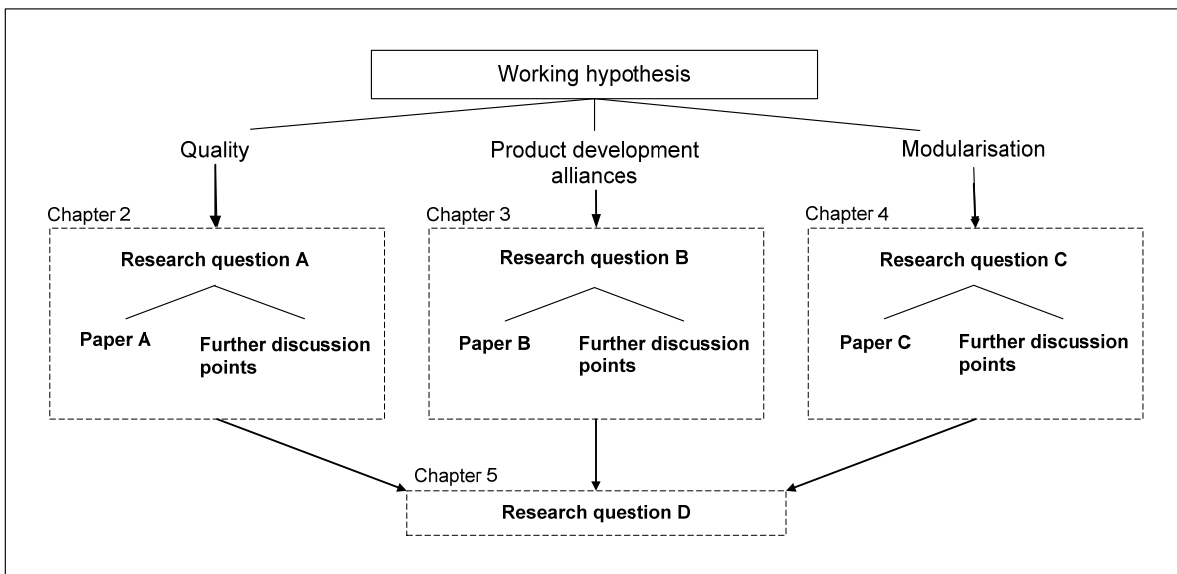 Working hypothesis
Quality
Product development
alliances
Modularisation
Chapter 2
Research question A
Paper A
Further discussion
points
Chapter 3
Research question B
Paper B
Further discussion
points
Chapter 4
Research question C
Paper C
Further discussion
points
Chapter 5
Research question D